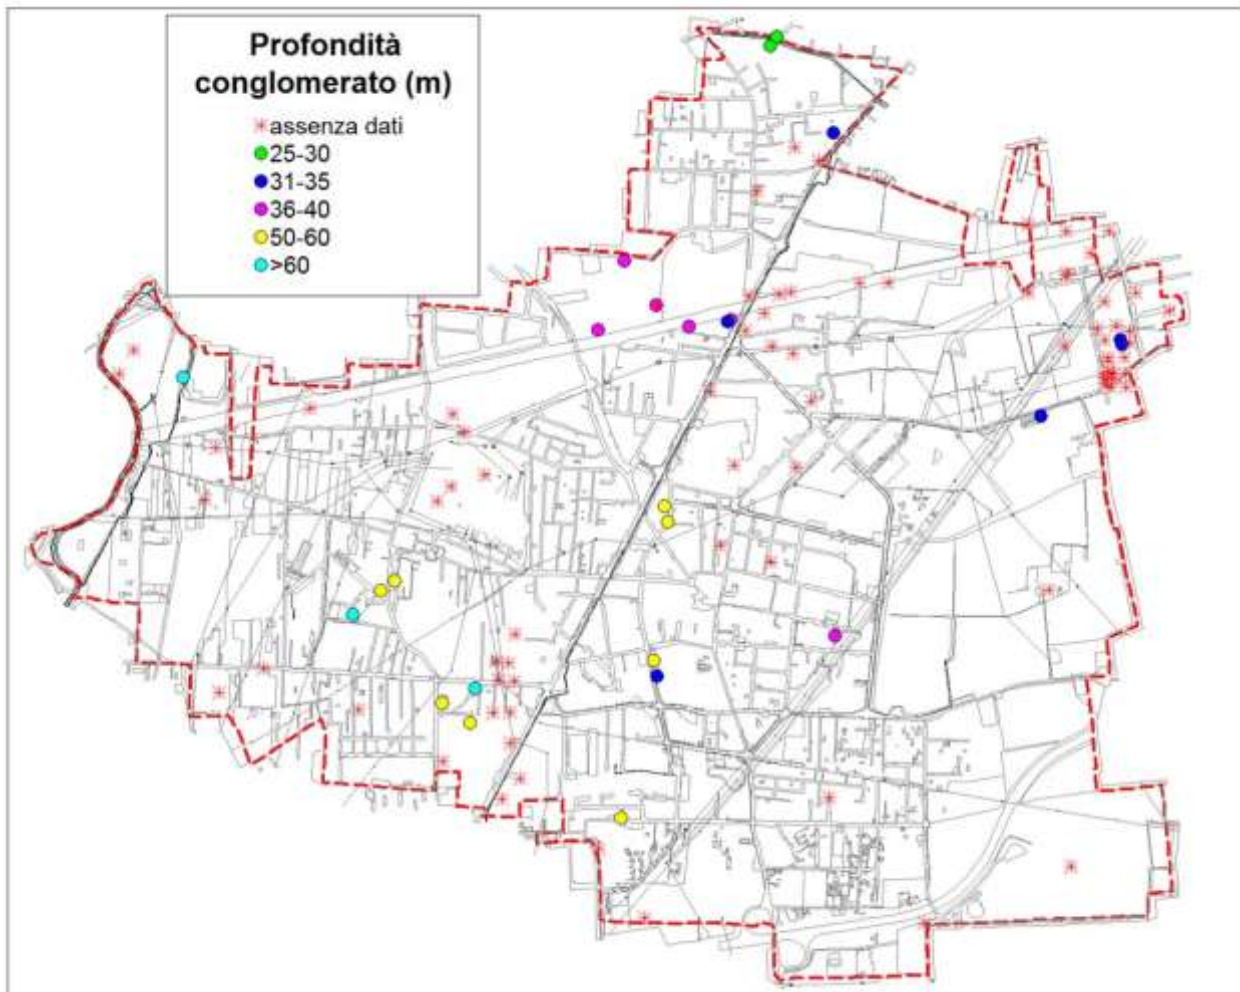 Profondità
conglomerato (m)
assenza dati
25-30
31-35
36-40
50-60
>60